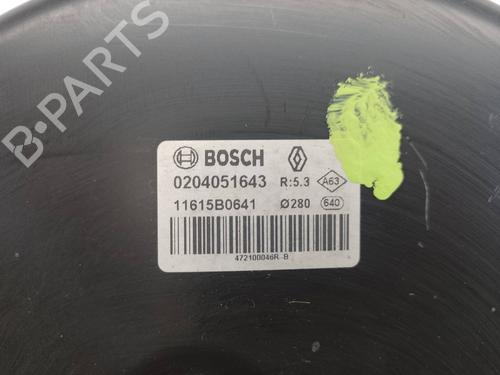 B-PARTS
BOSCH
0204051643 R:5.3 A63
11615B0641 Ø280 640
472100046R-B